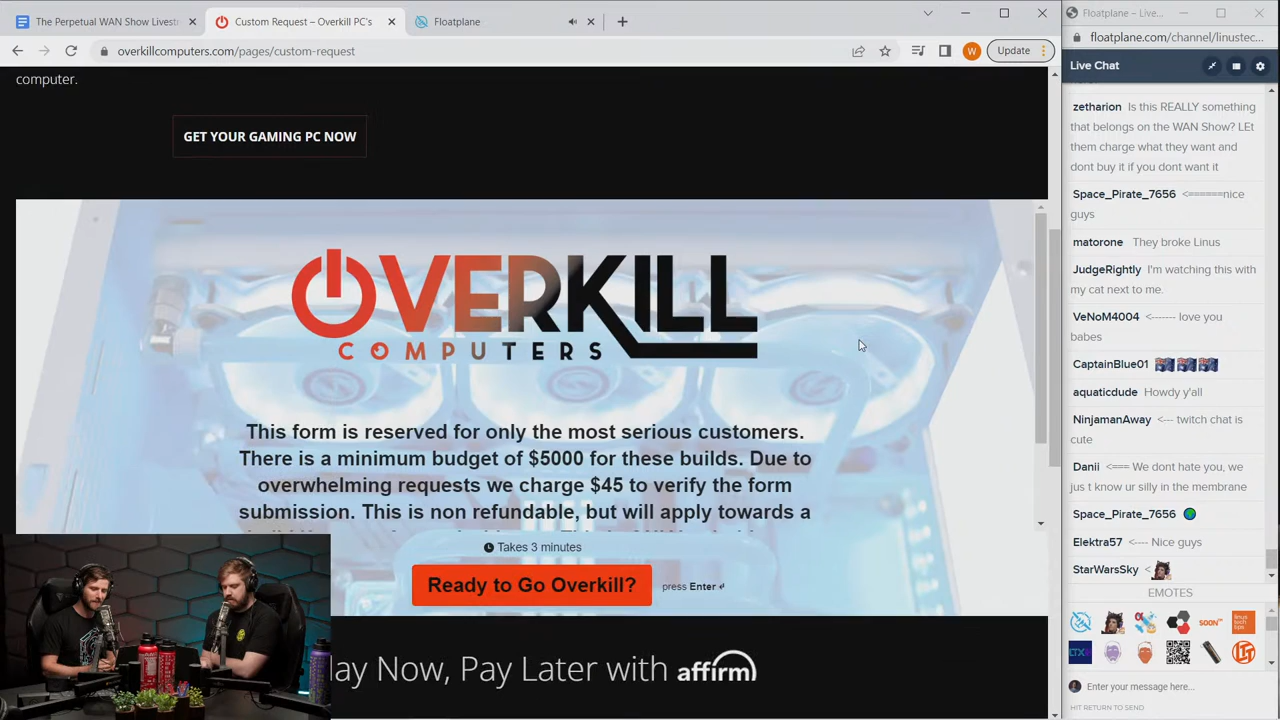 The Perpetual WAN Show Livestr
Custom Request – Overkill PC's
Floatplane
overkillcomputers.com/pages/custom-request
W
Update
computer.
GET YOUR GAMING PC NOW
OVERKILL
COMPUTERS
This form is reserved for only the most serious customers.
There is a minimum budget of $5000 for these builds. Due to
overwhelming requests we charge $45 to verify the form
submission. This is non refundable, but will apply towards a
Takes 3 minutes
Ready to Go Overkill?
press Enter ↵
lay Now, Pay Later with affirm
Floatplane – Live...
floatplane.com/channel/linustec...
Live Chat
zetharion Is this REALLY something
that belongs on the WAN Show? LEt
them charge what they want and
dont buy it if you dont want it
Space_Pirate_7656 <======nice
guys
matorone They broke Linus
JudgeRightly I'm watching this with
my cat next to me.
VeNoM4004 <------- love you
babes
CaptainBlue01
aquaticdude Howdy y'all
NinjamanAway <--- twitch chat is
cute
Danii <=== We dont hate you, we
jus t know ur silly in the membrane
Space_Pirate_7656
Elektra57 <---- Nice guys
StarWarsSky
EMOTES
SOON™
linus
tech
tips
LTX
Enter your message here...
HIT RETURN TO SEND